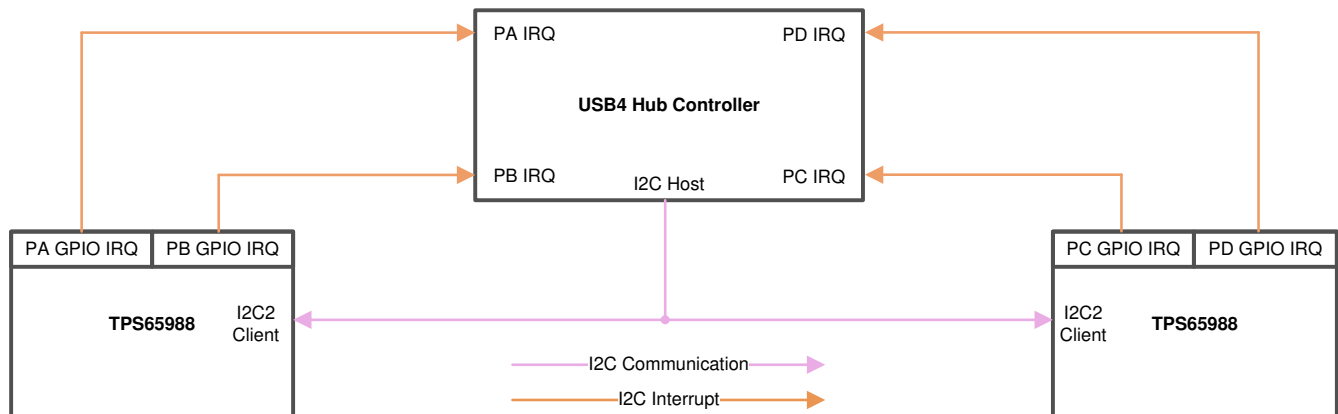 PA IRQ
PD IRQ
USB4 Hub Controller
PB IRQ
I2C Host
PC IRQ
PA GPIO IRQ
PB GPIO IRQ
PC GPIO IRQ
PD GPIO IRQ
TPS65988
I2C2
Client
I2C2
Client
TPS65988
I2C Communication
I2C Interrupt